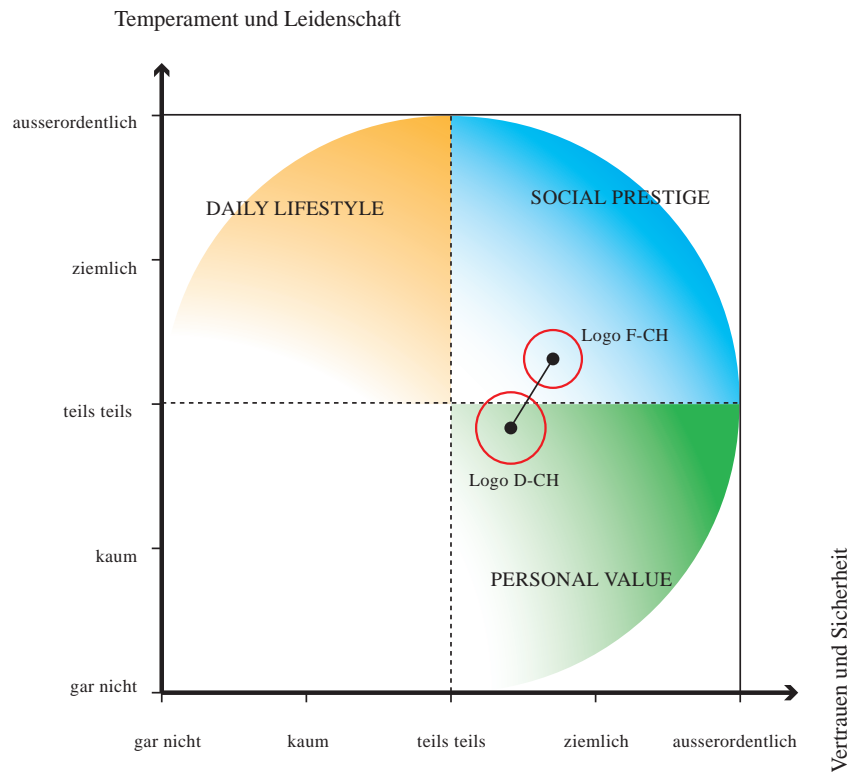 Temperament und Leidenschaft
ausserordentlich
DAILY LIFESTYLE
SOCIAL PRESTIGE
ziemlich
Logo F-CH
teils teils
Logo D-CH
kaum
PERSONAL VALUE
gar nicht
gar nicht kaum teils teils ziemlich ausserordentlich
Vertrauen und Sicherheit